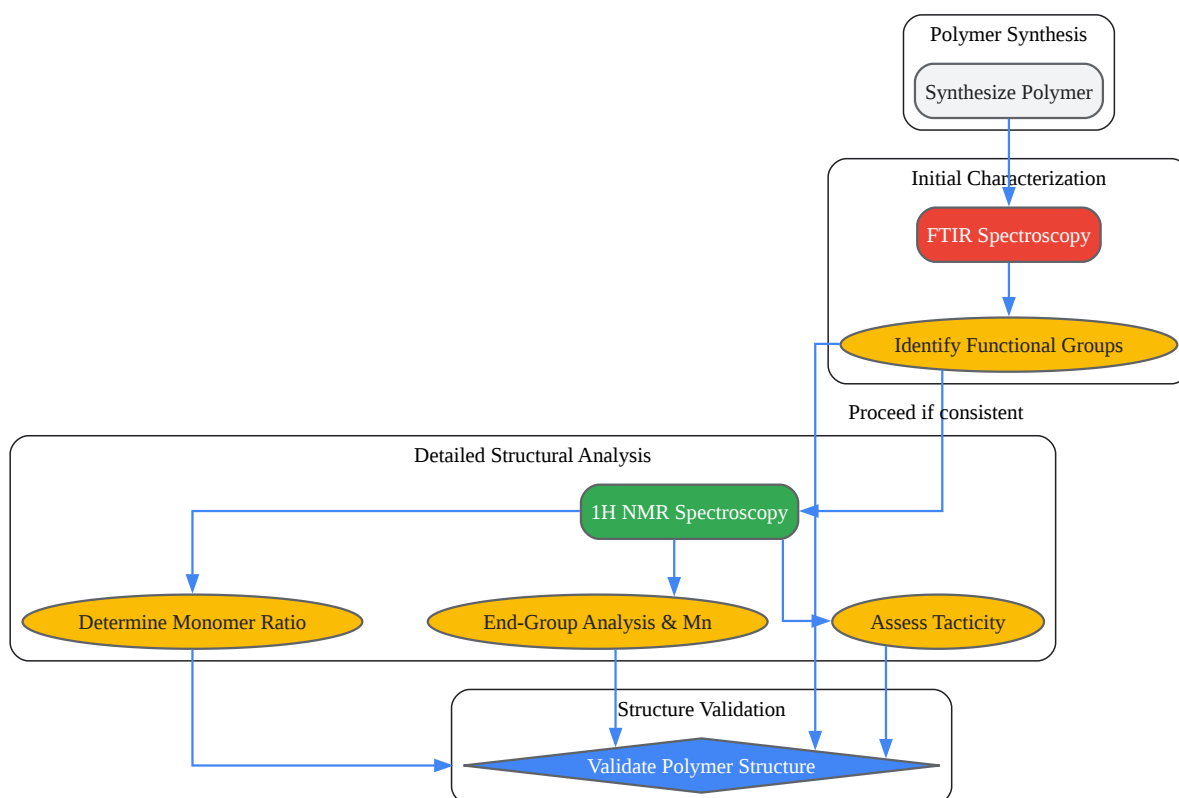 Polymer Synthesis
Synthesize Polymer
Initial Characterization
FTIR Spectroscopy
Identify Functional Groups
Proceed if consistent
Detailed Structural Analysis
1H NMR Spectroscopy
Determine Monomer Ratio
End-Group Analysis & Mn
Assess Tacticity
Structure Validation
Validate Polymer Structure